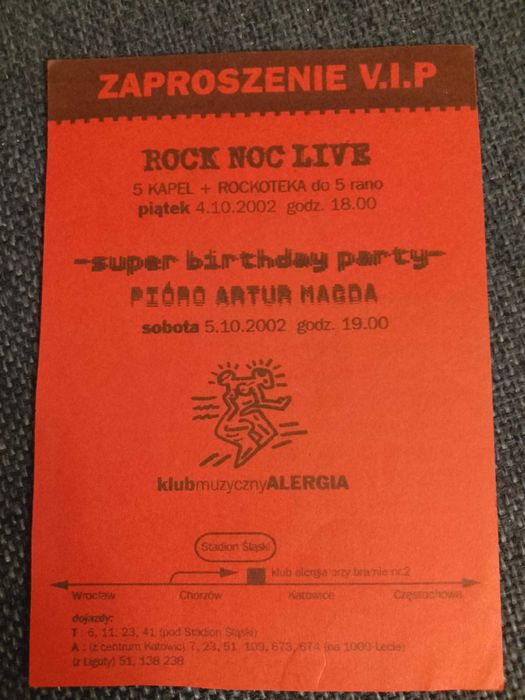 ZAPROSZENIE V.I.P
ROCK NOC LIVE
5 KAPEL + ROCKOTEKA do 5 rano
piątek 4.10.2002 godz. 18.00
-super birthday party-
PIÓRO ARTUR MAGDA
sobota 5.10.2002 godz. 19.00
klubmuzycznyALERGIA
Stadion Śląski
klub alergia przy bramie nr.2
Wrocław Chorzów Katowice Częstochowa
dojazdy:
T : 6, 11, 23, 41 (pod Stadion Śląski)
A : (z centrum Katowic) 7, 23, 51, 109, 673, 674 (na 1000-Lecie)
(z Ligoty) 51, 138 238